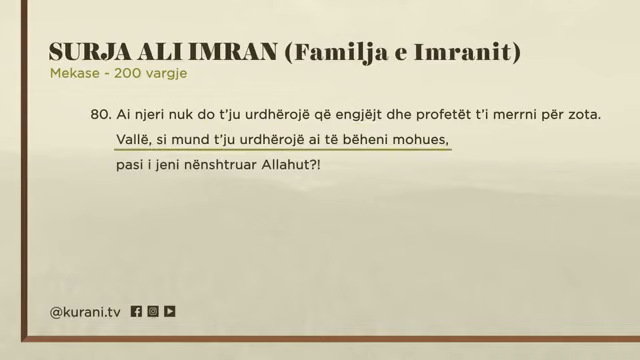 SURJA ALI IMRAN (Familja e Imranit)
Mekase - 200 vargje
80. Ai njeri nuk do t'ju urdhërojë që engjëjt dhe profetët t'i merrni për zota.
Vallë, si mund t'ju urdhërojë ai të bëheni mohues,
pasi i jeni nënshtruar Allahut?!
@kurani.tv